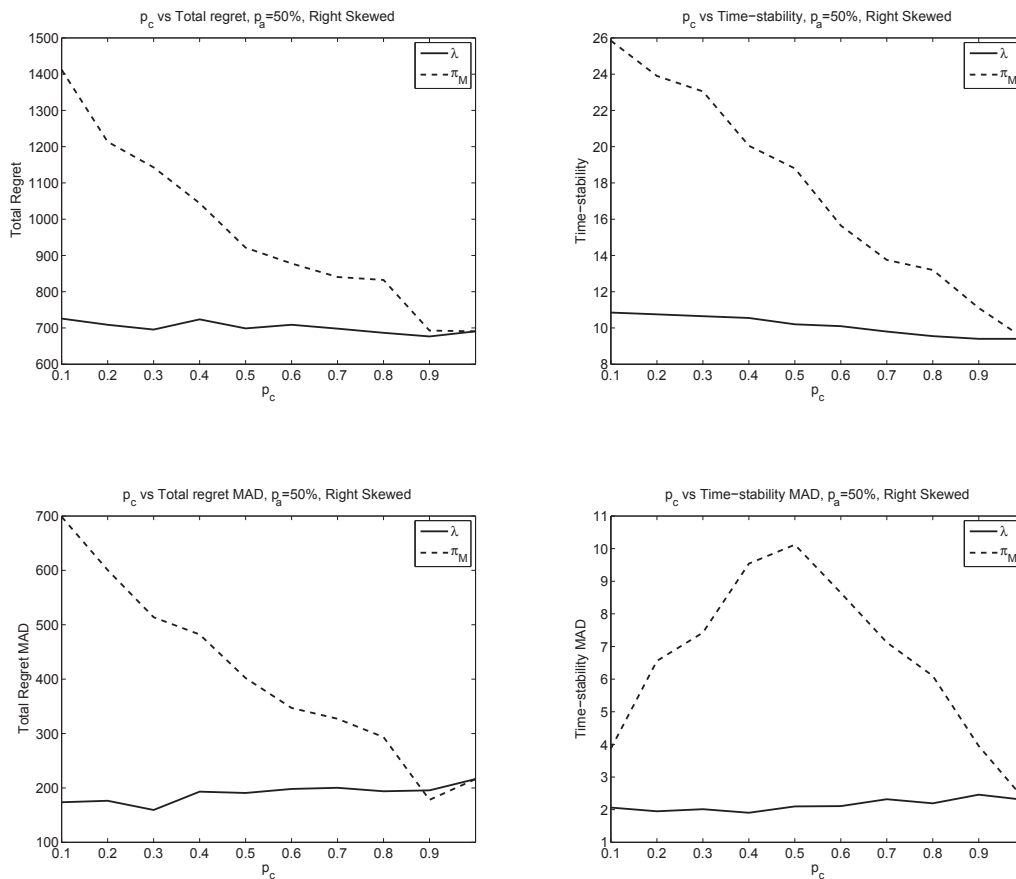 p_c vs Total regret, p_a=50%, Right Skewed
1500
1400
1300
1200
1100
1000
900
800
700
600
Total Regret
λ
π_M
0.1 0.2 0.3 0.4 0.5 0.6 0.7 0.8 0.9
p_c
p_c vs Time−stability, p_a=50%, Right Skewed
26
24
22
20
18
16
14
12
10
8
Time−stability
λ
π_M
0.1 0.2 0.3 0.4 0.5 0.6 0.7 0.8 0.9
p_c
p_c vs Total regret MAD, p_a=50%, Right Skewed
700
600
500
400
300
200
100
Total Regret MAD
λ
π_M
0.1 0.2 0.3 0.4 0.5 0.6 0.7 0.8 0.9
p_c
p_c vs Time−stability MAD, p_a=50%, Right Skewed
11
10
9
8
7
6
5
4
3
2
1
Time−stability MAD
λ
π_M
0.1 0.2 0.3 0.4 0.5 0.6 0.7 0.8 0.9
p_c